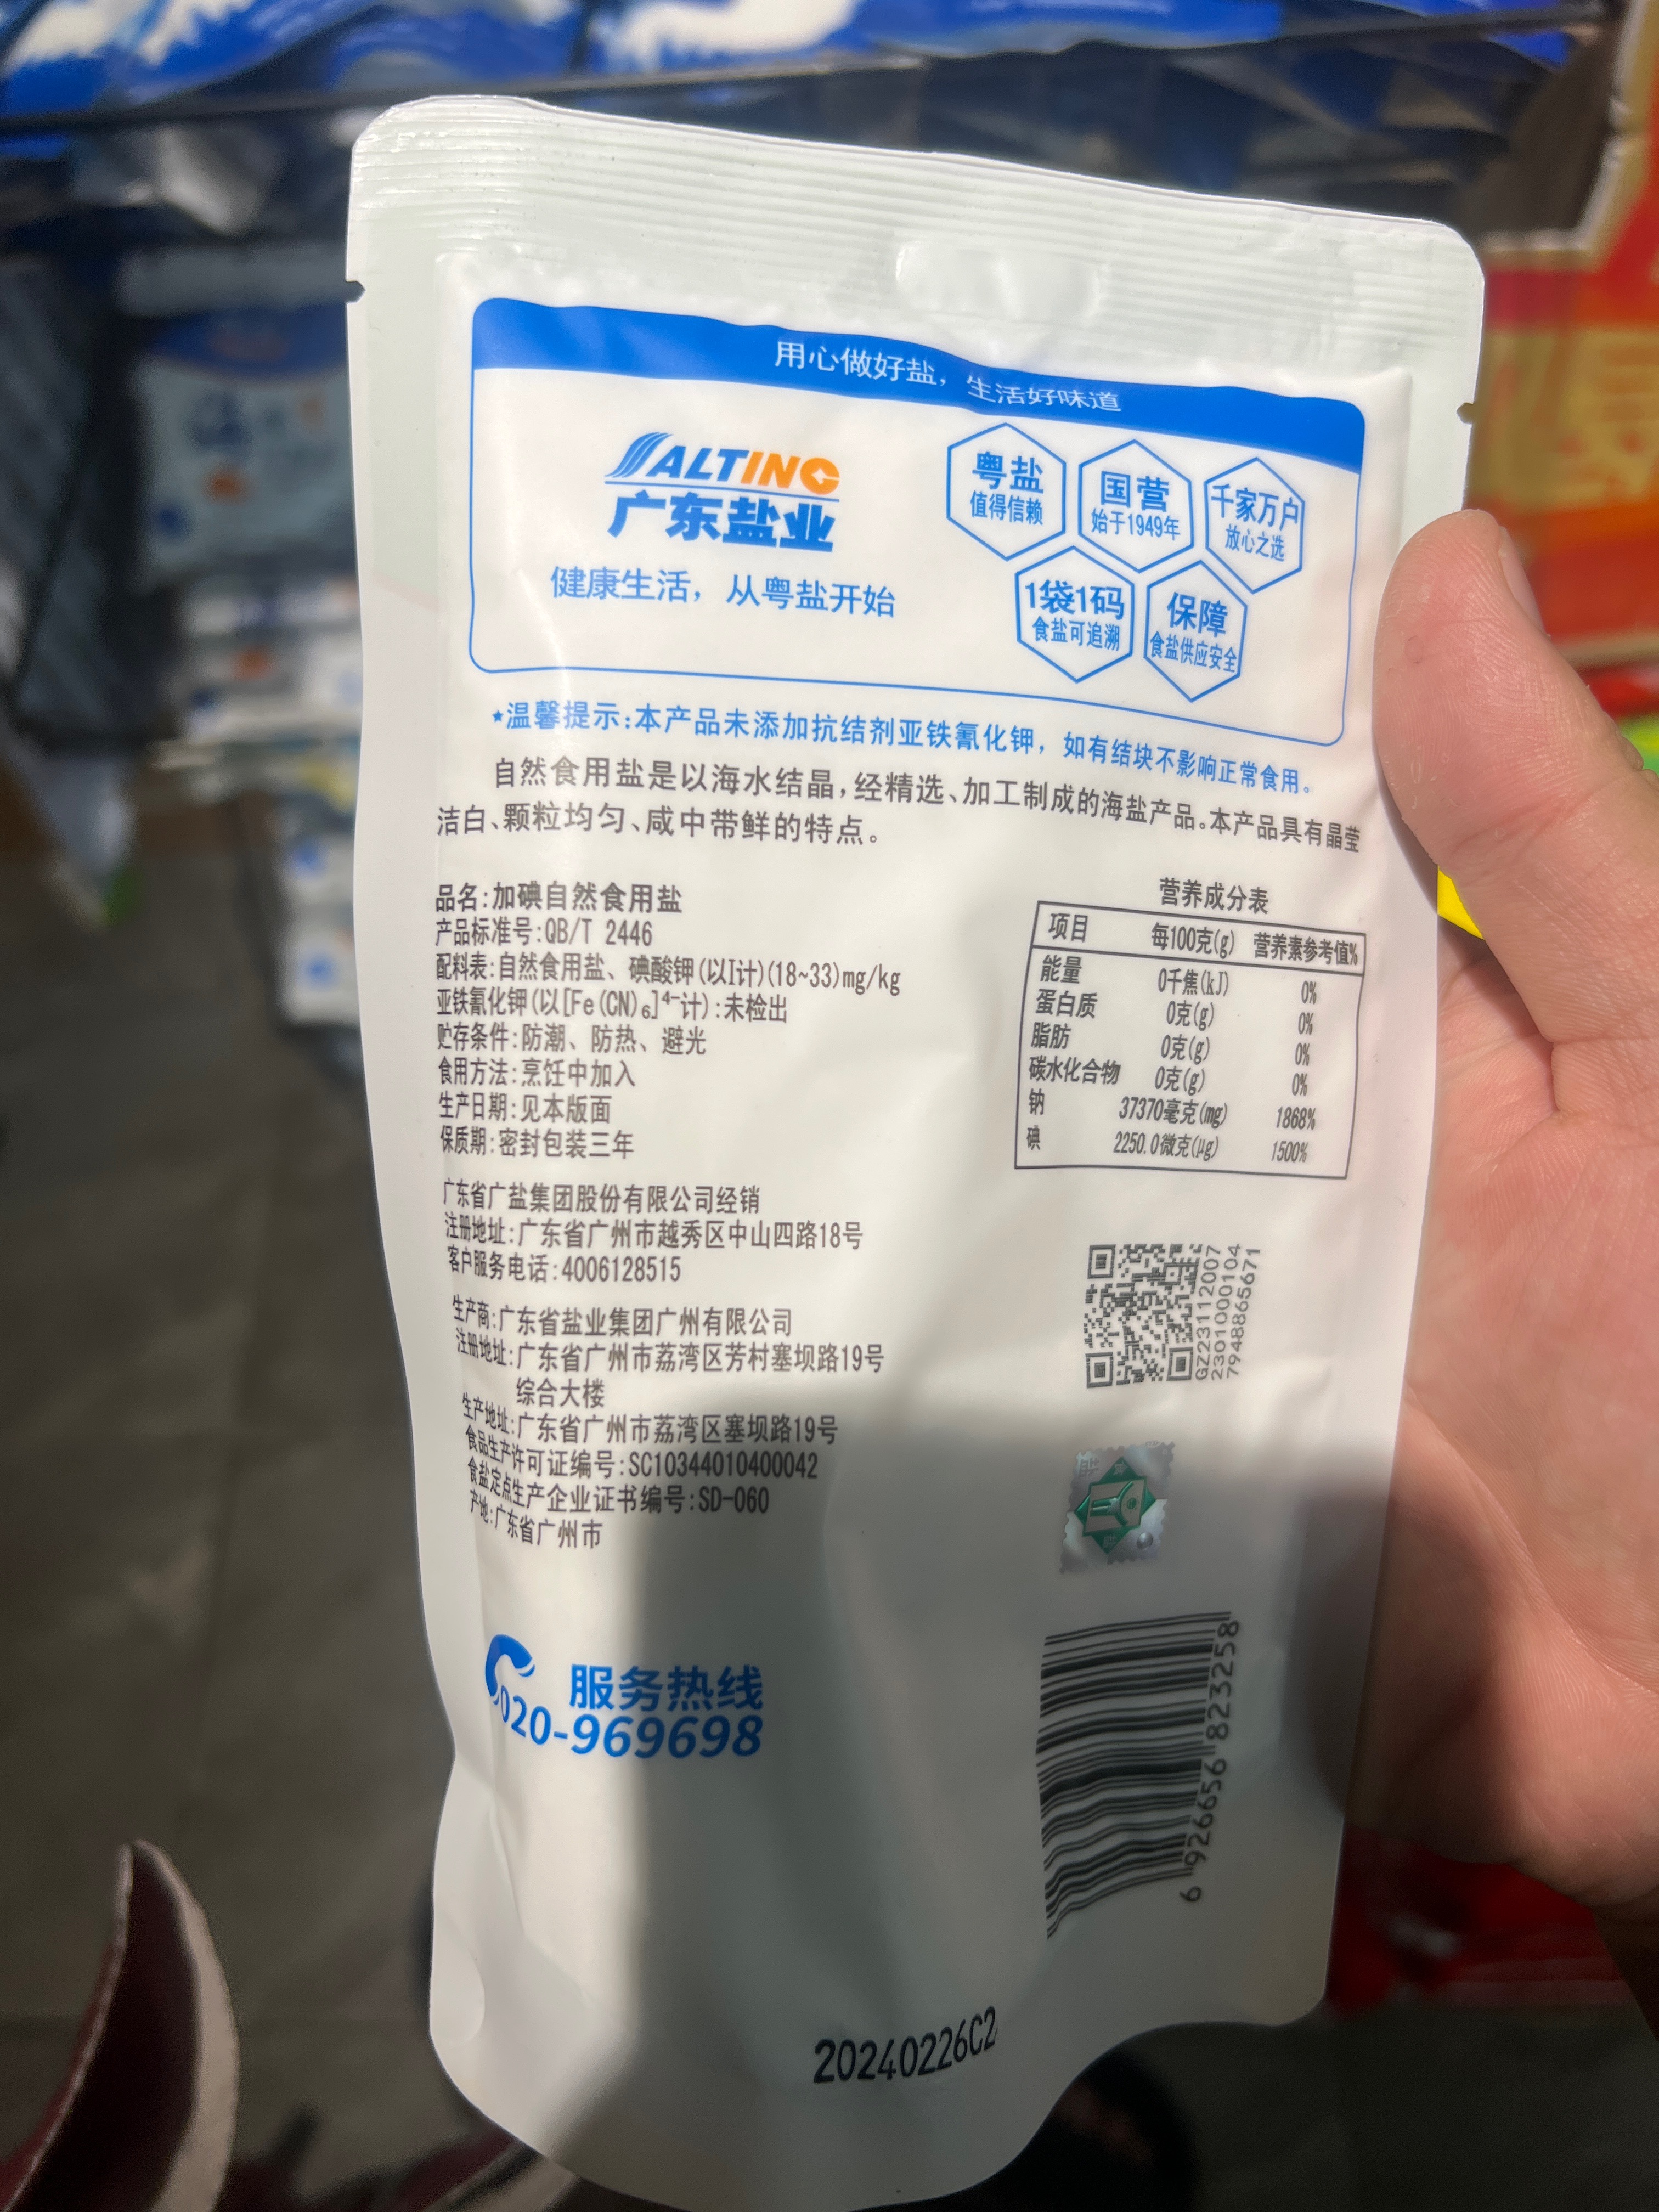 用心做好盐，生活好味道
SALTING
广东盐业
健康生活，从粤盐开始
粤盐
值得信赖
国营
始于1949年
千家万户
放心之选
1袋1码
食盐可追溯
保障
食盐供应安全
★温馨提示:本产品未添加抗结剂亚铁氰化钾，如有结块不影响正常食用。
自然食用盐是以海水结晶,经精选、加工制成的海盐产品。本产品具有晶莹
洁白、颗粒均匀、咸中带鲜的特点。
品名:加碘自然食用盐
产品标准号:QB/T 2446
配料表:自然食用盐、碘酸钾(以I计)(18~33)mg/kg
亚铁氰化钾(以[Fe(CN)₆]⁴⁻计):未检出
贮存条件:防潮、防热、避光
食用方法:烹饪中加入
生产日期:见本版面
保质期:密封包装三年
营养成分表
项目 每100克(g) 营养素参考值%
能量 0千焦(kJ) 0%
蛋白质 0克(g) 0%
脂肪 0克(g) 0%
碳水化合物 0克(g) 0%
钠 37370毫克(mg) 1868%
碘 2250.0微克(μg) 1500%
广东省广盐集团股份有限公司经销
注册地址:广东省广州市越秀区中山四路18号
客户服务电话:4006128515
生产商:广东省盐业集团广州有限公司
注册地址:广东省广州市荔湾区芳村塞坝路19号
综合大楼
生产地址:广东省广州市荔湾区塞坝路19号
食品生产许可证编号:SC10344010400042
食盐定点生产企业证书编号:SD-060
产地:广东省广州市
GZ23112007
2301000104
7948865671
服务热线
020-969698
6 926656 823258
20240226C2